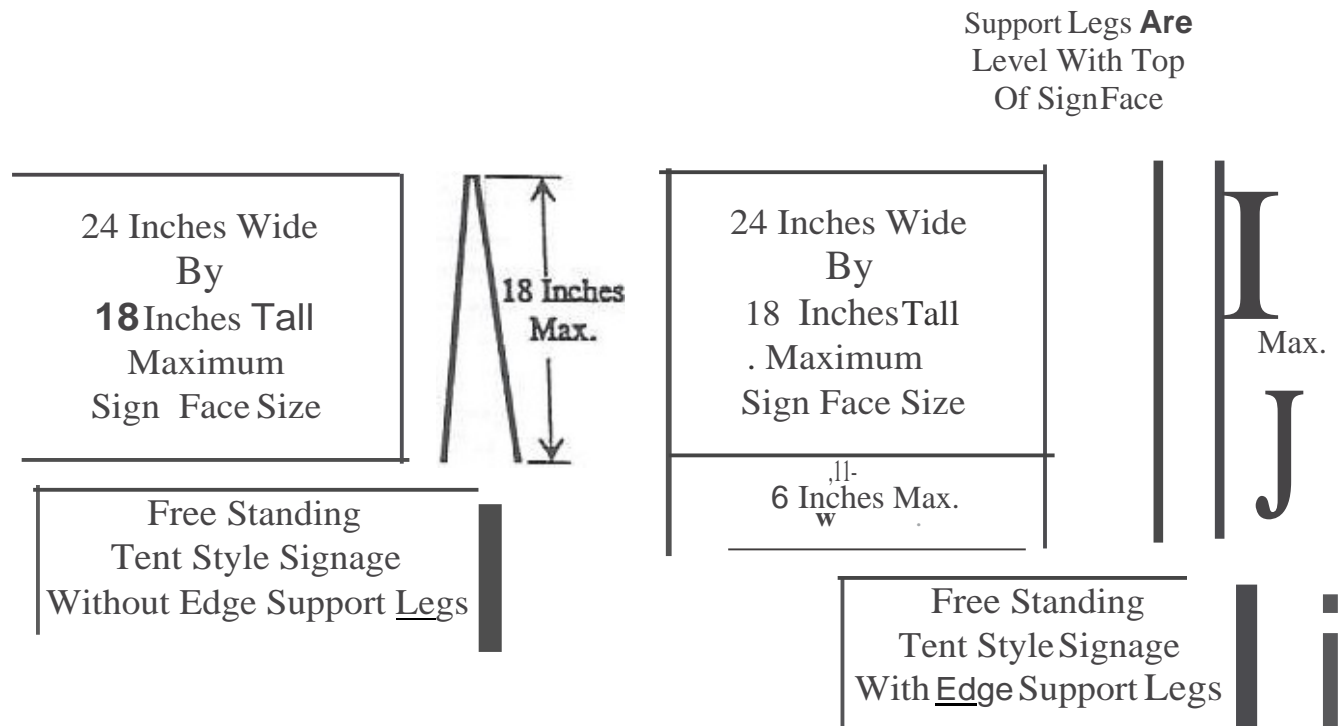 Support Legs Are
Level With Top
Of SignFace
24 Inches Wide
By
18 Inches Tall
Maximum
Sign Face Size
18 Inches
Max.
24 Inches Wide
By
18 InchesTall
. Maximum
Sign Face Size
,ll-
6 Inches Max.
w .
I
Max.
J
Free Standing
Tent Style Signage
Without Edge Support Legs
Free Standing
Tent Style Signage
With Edge Support Legs